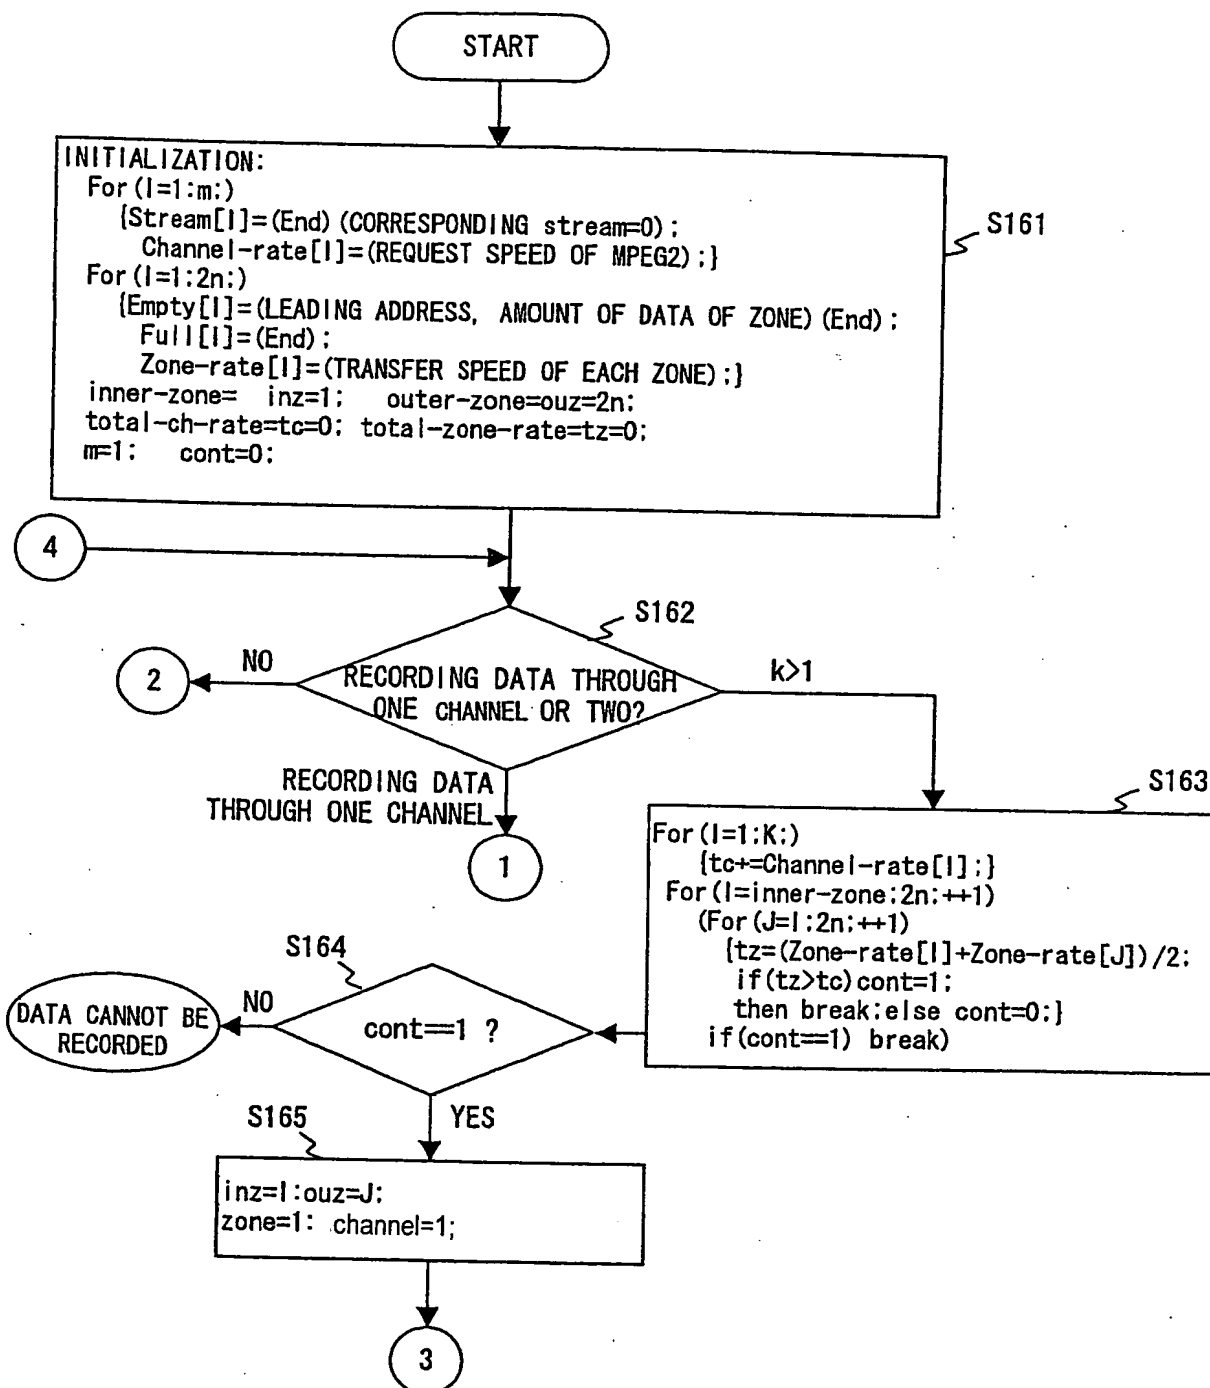 START
INITIALIZATION:
For(I=1:m:)
{Stream[I]=(End)(CORRESPONDING stream=0);
Channel-rate[I]=(REQUEST SPEED OF MPEG2);}
For(I=1:2n:)
{Empty[I]=(LEADING ADDRESS, AMOUNT OF DATA OF ZONE)(End);
Full[I]=(End);
Zone-rate[I]=(TRANSFER SPEED OF EACH ZONE);}
inner-zone= inz=1; outer-zone=ouz=2n;
total-ch-rate=tc=0; total-zone-rate=tz=0;
m=1; cont=0;
S161
4
S162
RECORDING DATA THROUGH
ONE CHANNEL OR TWO?
NO
2
k>1
RECORDING DATA
THROUGH ONE CHANNEL
1
S163
For(I=1:K:)
{tc+=Channel-rate[I];}
For(I=inner-zone:2n:++1)
(For(J=I:2n:++1)
{tz=(Zone-rate[I]+Zone-rate[J])/2;
if(tz>tc)cont=1;
then break;else cont=0;}
if(cont==1) break)
S164
cont==1 ?
NO
DATA CANNOT BE
RECORDED
YES
S165
inz=I:ouz=J;
zone=1: channel=1;
3